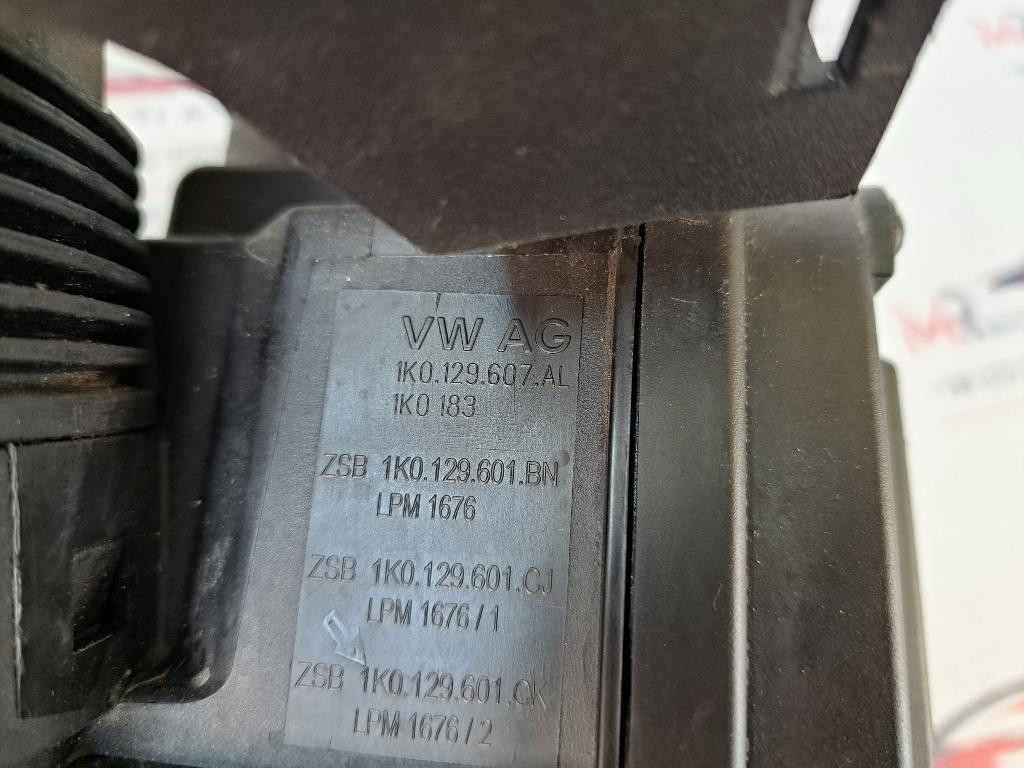 VW AG
1K0.129.607.AL
1K0 183
ZSB 1K0.129.601.BN
LPM 1676
ZSB 1K0.129.601.CJ
LPM 1676/1
ZSB 1K0.129.601.CK
LPM 1676/2